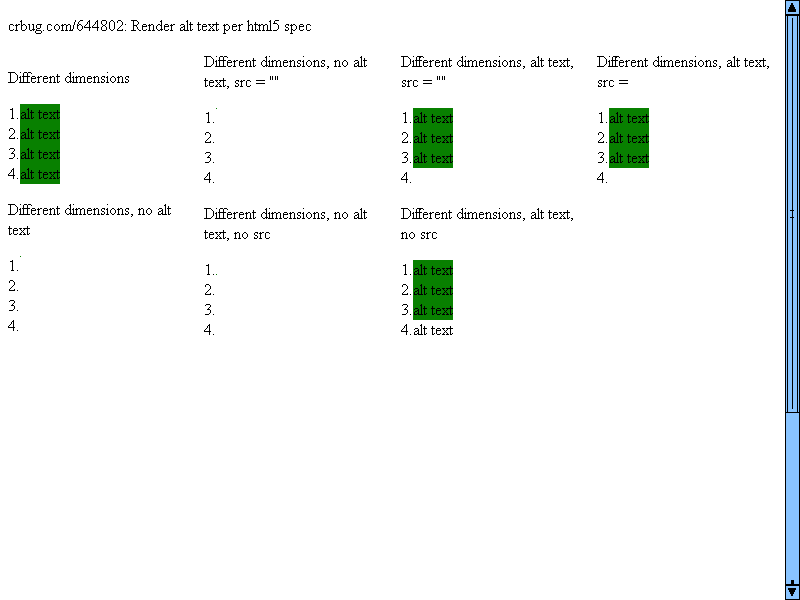 crbug.com/644802: Render alt text per html5 spec
Different dimensions
1. alt text
2. alt text
3. alt text
4. alt text
Different dimensions, no alt
text
1.
2.
3.
4.
Different dimensions, no alt
text, src = ""
1.
2.
3.
4.
Different dimensions, no alt
text, no src
1.
2.
3.
4.
Different dimensions, alt text,
src = ""
1. alt text
2. alt text
3. alt text
4.
Different dimensions, alt text,
no src
1. alt text
2. alt text
3. alt text
4. alt text
Different dimensions, alt text,
src =
1. alt text
2. alt text
3. alt text
4.